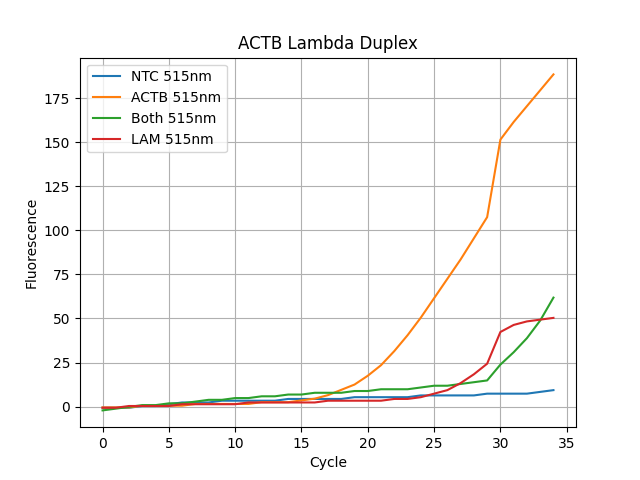 ACTB Lambda Duplex
NTC 515nm
ACTB 515nm
Both 515nm
LAM 515nm
175
150
125
100
75
50
25
0
Fluorescence
0 5 10 15 20 25 30 35
Cycle